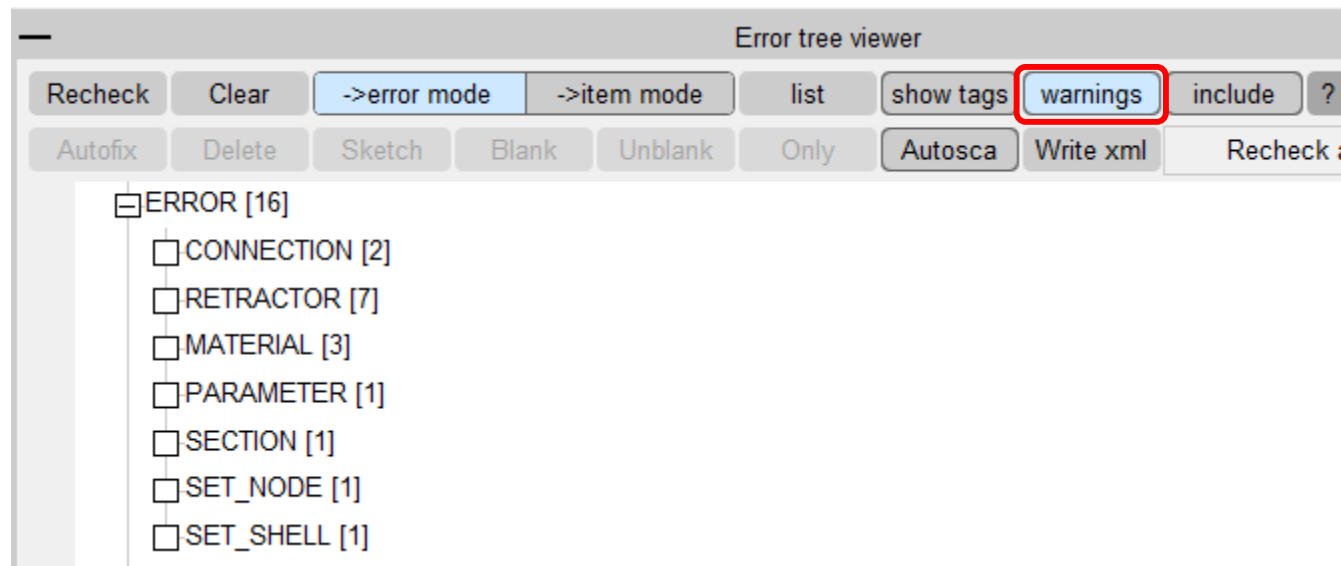 Error tree viewer
Recheck Clear ->error mode ->item mode list show tags warnings include ?
Autofix Delete Sketch Blank Unblank Only Autosca Write xml Recheck
ERROR [16]
CONNECTION [2]
RETRACTOR [7]
MATERIAL [3]
PARAMETER [1]
SECTION [1]
SET_NODE [1]
SET_SHELL [1]